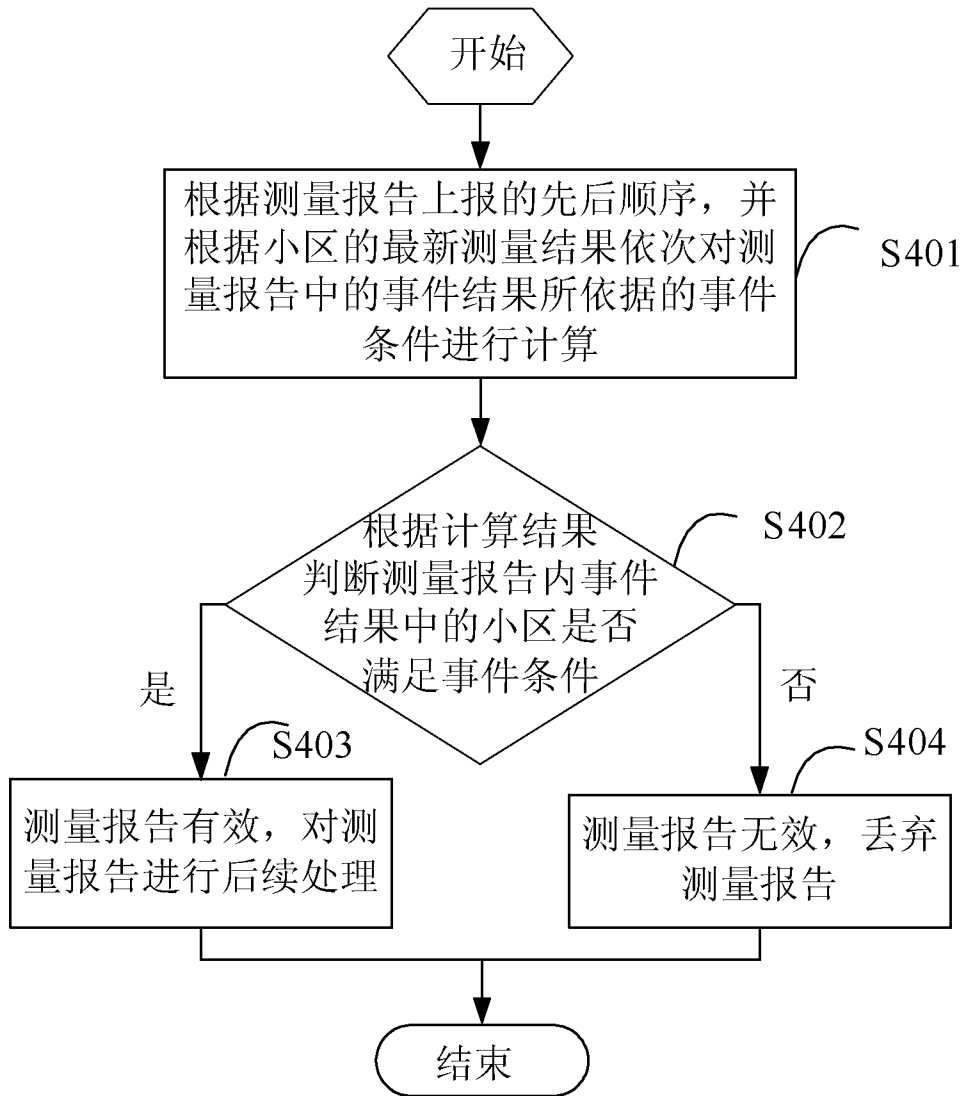 开始
根据测量报告上报的先后顺序，并
根据小区的最新测量结果依次对测
量报告中的事件结果所依据的事件
条件进行计算
S401
根据计算结果
判断测量报告内事件
结果中的小区是否
满足事件条件
S402
是
否
S403
S404
测量报告有效，对测
量报告进行后续处理
测量报告无效，丢弃
测量报告
结束